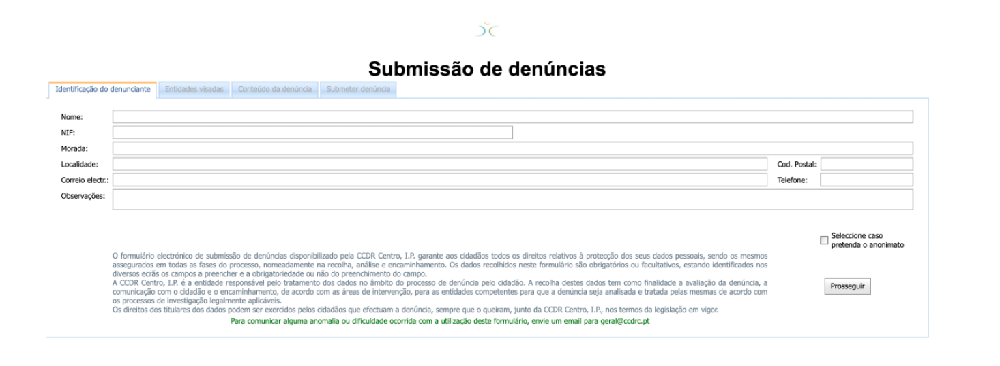 Submissão de denúncias
Identificação do denunciante
Entidades visadas
Conteúdo da denúncia
Submeter denúncia
Nome:
NIF:
Morada:
Localidade:
Cod. Postal:
Correio electr.:
Telefone:
Observações:
Seleccione caso
pretenda o anonimato
O formulário electrónico de submissão de denúncias disponibilizado pela CCDR Centro, I.P. garante aos cidadãos todos os direitos relativos à protecção dos seus dados pessoais, sendo os mesmos
assegurados em todas as fases do processo, nomeadamente na recolha, análise e encaminhamento. Os dados recolhidos neste formulário são obrigatórios ou facultativos, estando identificados nos
diversos ecrãs os campos a preencher e a obrigatoriedade ou não do preenchimento do campo.
A CCDR Centro, I.P. é a entidade responsável pelo tratamento dos dados no âmbito do processo de denúncia pelo cidadão. A recolha destes dados tem como finalidade a avaliação da denúncia, a
comunicação com o cidadão e o encaminhamento, de acordo com as áreas de intervenção, para as entidades competentes para que a denúncia seja analisada e tratada pelas mesmas de acordo com
os processos de investigação legalmente aplicáveis.
Os direitos dos titulares dos dados podem ser exercidos pelos cidadãos que efectuam a denúncia, sempre que o queiram, junto da CCDR Centro, I.P., nos termos da legislação em vigor.
Prosseguir
Para comunicar alguma anomalia ou dificuldade ocorrida com a utilização deste formulário, envie um email para geral@ccdrc.pt